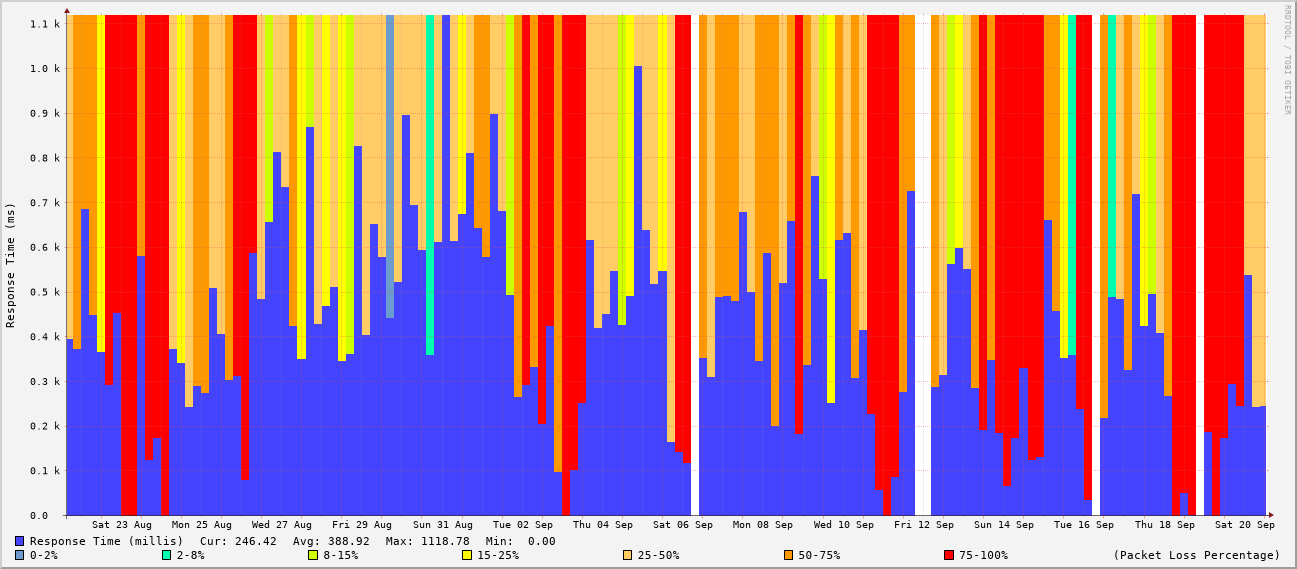 1.1 k
1.0 k
0.9 k
0.8 k
0.7 k
0.6 k
0.5 k
0.4 k
0.3 k
0.2 k
0.1 k
0.0
Response Time (ms)
RRDTOOL / TOBI OETIKER
Sat 23 Aug Mon 25 Aug Wed 27 Aug Fri 29 Aug Sun 31 Aug Tue 02 Sep Thu 04 Sep Sat 06 Sep Mon 08 Sep Wed 10 Sep Fri 12 Sep Sun 14 Sep Tue 16 Sep Thu 18 Sep Sat 20 Sep
Response Time (millis) Cur: 246.42 Avg: 388.92 Max: 1118.78 Min: 0.00
0-2% 2-8% 8-15% 15-25% 25-50% 50-75% 75-100% (Packet Loss Percentage)